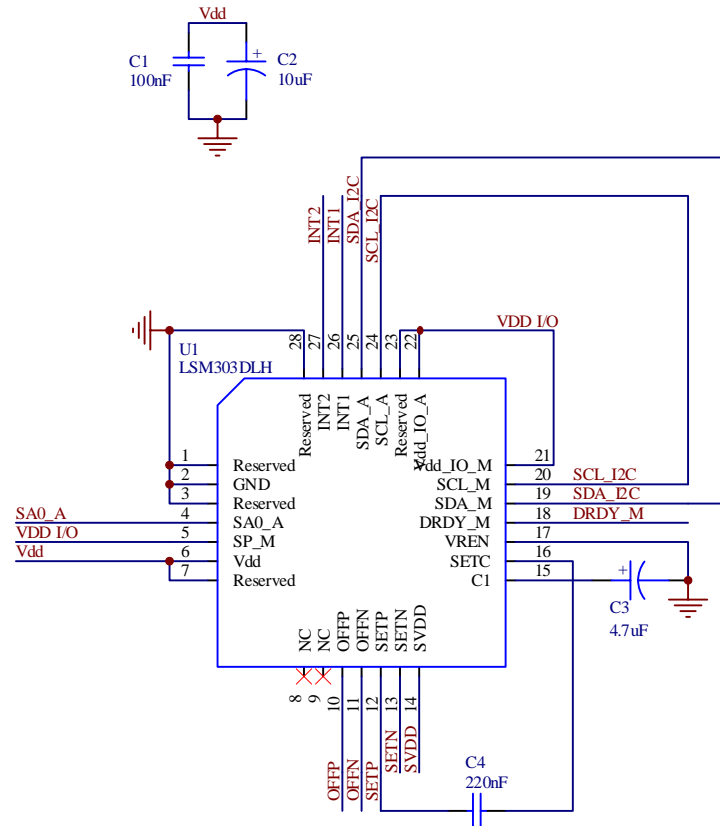 Vdd
C1
100nF
C2
10uF
+
INT2
INT1
SDA_I2C
SCL_I2C
VDD I/O
28
27
26
25
24
23
22
U1
LSM303DLH
Reserved
INT2
INT1
SDA_A
SCL_A
Reserved
Vdd_IO_A
1
Reserved
2
GND
3
Reserved
SA0_A
4
SA0_A
VDD I/O
5
SP_M
Vdd
6
Vdd
7
Reserved
Vdd_IO_M
21
SCL_M
20
SCL_I2C
SDA_M
19
SDA_I2C
DRDY_M
18
DRDY_M
VREN
17
SETC
16
C1
15
+
C3
4.7uF
NC
NC
OFFP
OFFN
SETP
SETN
SVDD
8
9
10
11
12
13
14
OFFP
OFFN
SETP
SETN
SVDD
C4
220nF